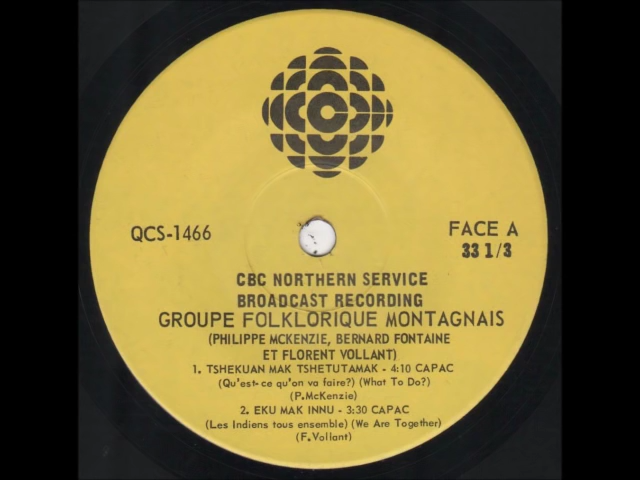 QCS-1466
FACE A
33 1/3
CBC NORTHERN SERVICE
BROADCAST RECORDING
GROUPE FOLKLORIQUE MONTAGNAIS
(PHILIPPE MCKENZIE, BERNARD FONTAINE
ET FLORENT VOLLANT)
1. TSHEKUAN MAK TSHETUTAMAK - 4:10 CAPAC
(Qu'est-ce qu'on va faire?) (What To Do?)
(P.McKenzie)
2. EKU MAK INNU - 3:30 CAPAC
(Les Indiens tous ensemble) (We Are Together)
(F.Vollant)